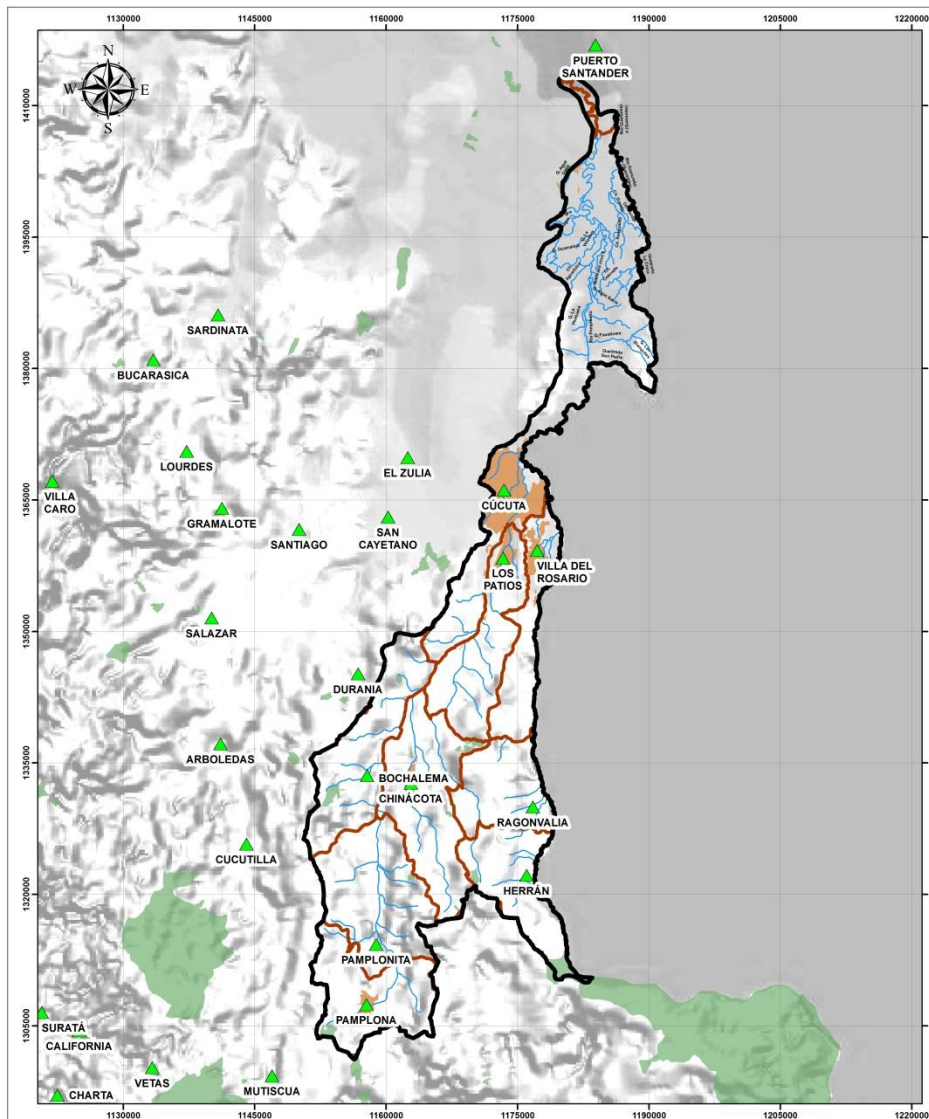 1130000 1145000 1160000 1175000 1190000 1205000 1220000
N
W E
S
PUERTO
SANTANDER
1410000
1395000
SARDINATA
BUCARASICA
1380000
LOURDES
EL ZULIA
VILLA
CARO
GRAMALOTE
SANTIAGO
SAN
CAYETANO
CÚCUTA
1365000
LOS
PATIOS
VILLA DEL
ROSARIO
SALAZAR
1350000
DURANIA
ARBOLEDAS
1335000
BOCHALEMA
CHINÁCOTA
RAGONVALIA
CUCUTILLA
HERRÁN
1320000
PAMPLONITA
PAMPLONA
1305000
SURATÁ
CALIFORNIA
VETAS
MUTISCUA
CHARTA
1130000 1145000 1160000 1175000 1190000 1205000 1220000